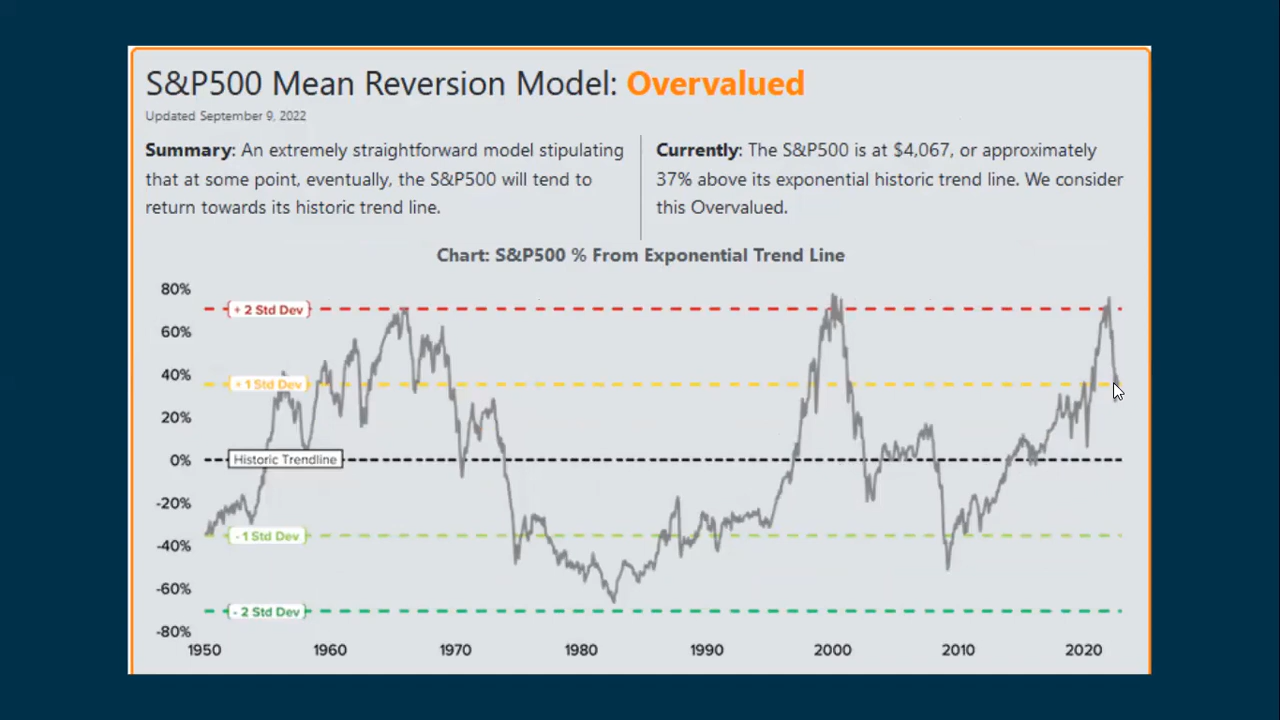 S&P500 Mean Reversion Model: Overvalued
Updated September 9, 2022
Summary: An extremely straightforward model stipulating
that at some point, eventually, the S&P500 will tend to
return towards its historic trend line.
Currently: The S&P500 is at $4,067, or approximately
37% above its exponential historic trend line. We consider
this Overvalued.
Chart: S&P500 % From Exponential Trend Line
80%
+ 2 Std Dev
60%
40%
+ 1 Std Dev
20%
0%
Historic Trendline
-20%
- 1 Std Dev
-40%
-60%
- 2 Std Dev
-80%
1950 1960 1970 1980 1990 2000 2010 2020